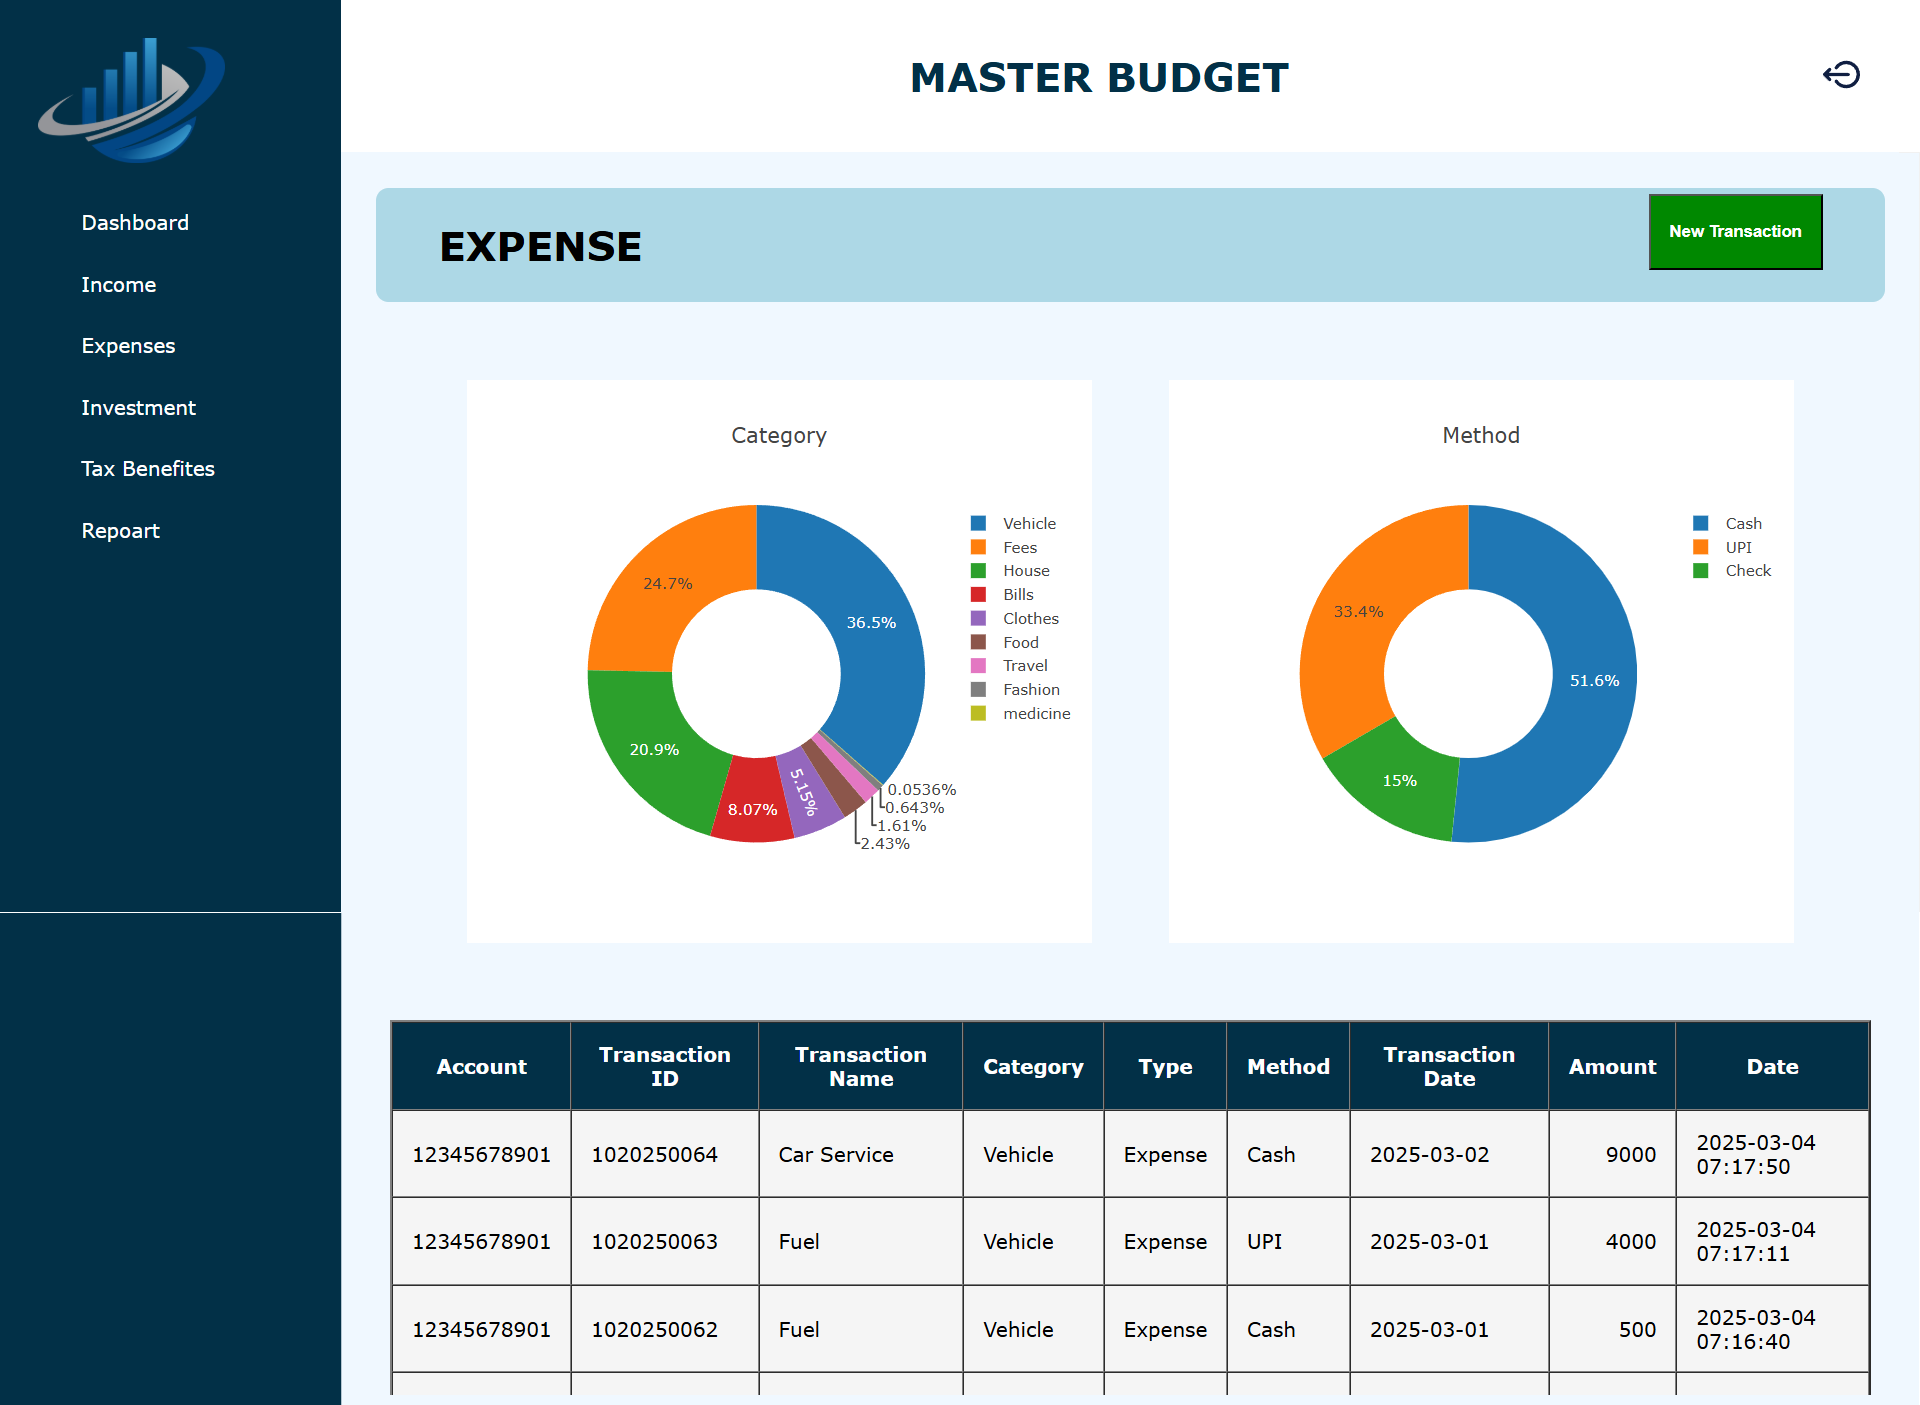 MASTER BUDGET
Dashboard
Income
Expenses
Investment
Tax Benefites
Repoart
EXPENSE
New Transaction
Category
24.7%
36.5%
20.9%
8.07%
5.15%
0.0536%
0.643%
1.61%
2.43%
Vehicle
Fees
House
Bills
Clothes
Food
Travel
Fashion
medicine
Method
33.4%
51.6%
15%
Cash
UPI
Check
Account Transaction ID Transaction Name Category Type Method Transaction Date Amount Date
12345678901 1020250064 Car Service Vehicle Expense Cash 2025-03-02 9000 2025-03-04 07:17:50
12345678901 1020250063 Fuel Vehicle Expense UPI 2025-03-01 4000 2025-03-04 07:17:11
12345678901 1020250062 Fuel Vehicle Expense Cash 2025-03-01 500 2025-03-04 07:16:40